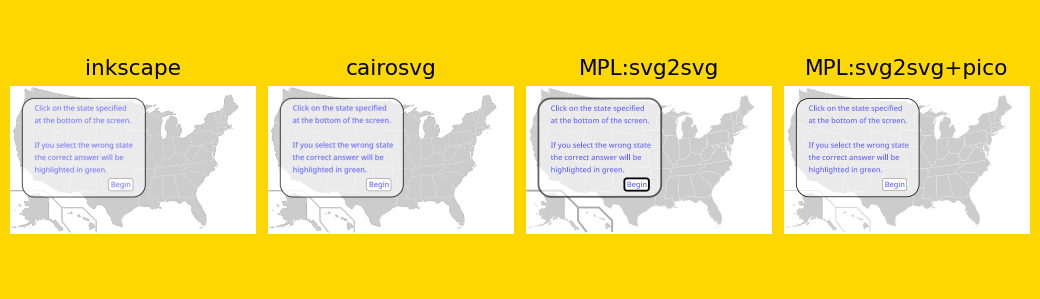 inkscape
cairosvg
MPL:svg2svg
MPL:svg2svg+pico
Click on the state specified
at the bottom of the screen.
If you select the wrong state
the correct answer will be
highlighted in green.
Begin
Click on the state specified
at the bottom of the screen.
If you select the wrong state
the correct answer will be
highlighted in green.
Begin
Click on the state specified
at the bottom of the screen.
If you select the wrong state
the correct answer will be
highlighted in green.
Begin
Click on the state specified
at the bottom of the screen.
If you select the wrong state
the correct answer will be
highlighted in green.
Begin